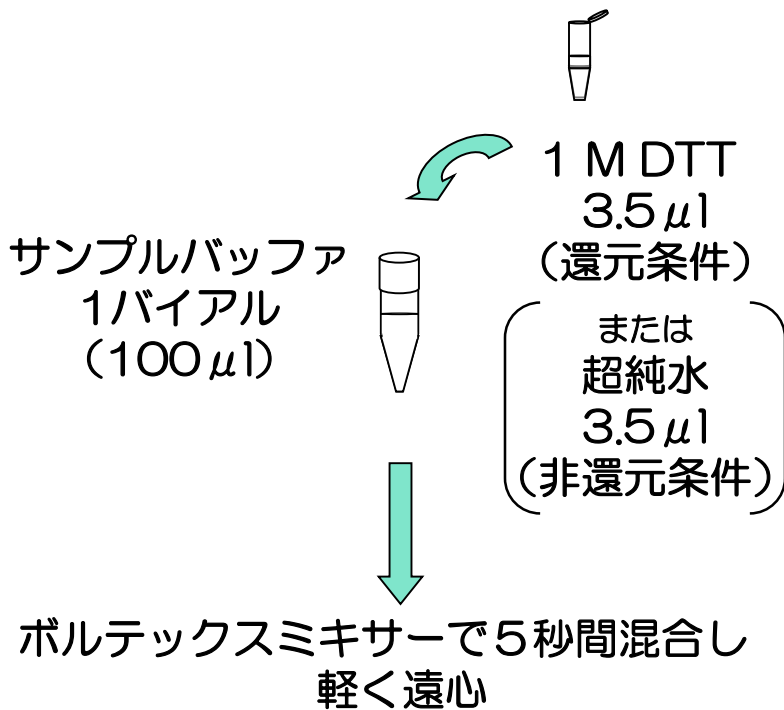 1 M DTT
3.5 μl
（還元条件）
サンプルバッファ
1バイアル
（100 μl）
または
超純水
3.5 μl
（非還元条件）
ボルテックスミキサーで５秒間混合し
軽く遠心